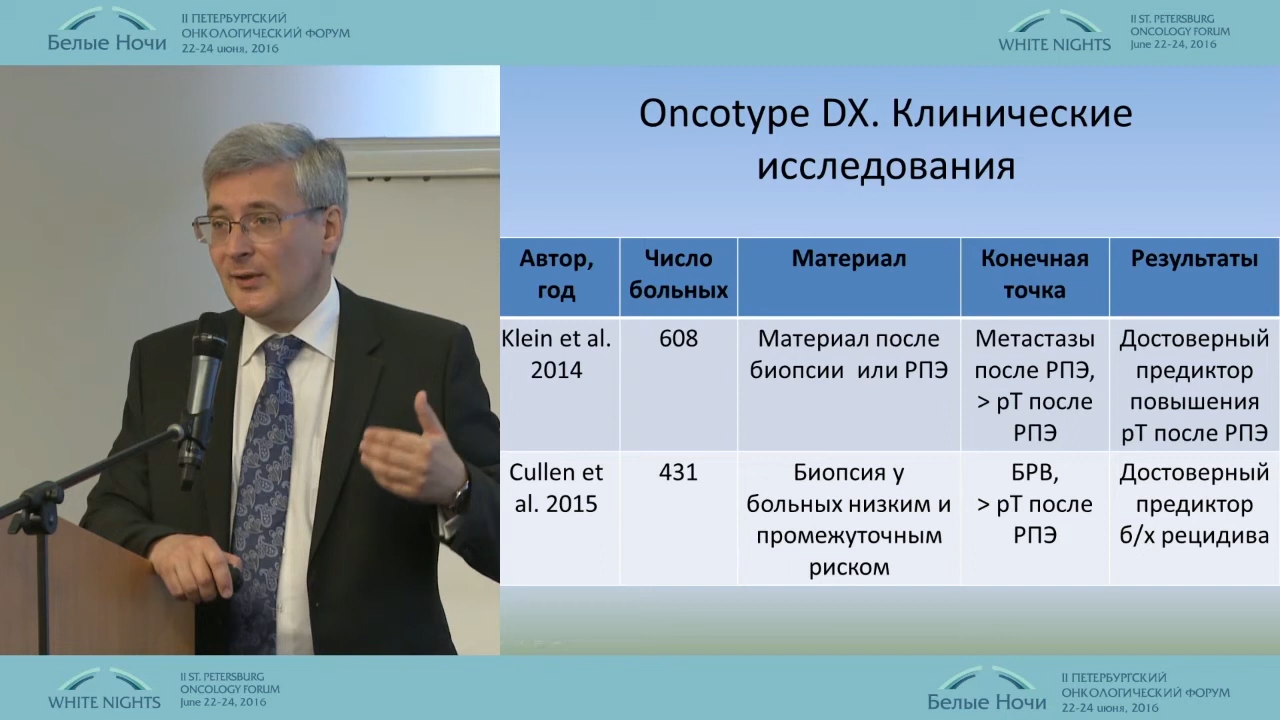 Белые Ночи
II ПЕТЕРБУРГСКИЙ
ОНКОЛОГИЧЕСКИЙ ФОРУМ
22-24 июня, 2016
WHITE NIGHTS
II ST. PETERSBURG
ONCOLOGY FORUM
June 22-24, 2016
Oncotype DX. Клинические
исследования
Автор,
год
Число
больных
Материал
Конечная
точка
Результаты
Klein et al.
2014
608
Материал после
биопсии или РПЭ
Метастазы
после РПЭ,
> рТ после
РПЭ
Достоверный
предиктор
повышения
рТ после РПЭ
Cullen et
al. 2015
431
Биопсия у
больных низким и
промежуточным
риском
БРВ,
> рТ после
РПЭ
Достоверный
предиктор
б/х рецидива
WHITE NIGHTS
II ST. PETERSBURG
ONCOLOGY FORUM
June 22-24, 2016
Белые Ночи
II ПЕТЕРБУРГСКИЙ
ОНКОЛОГИЧЕСКИЙ ФОРУМ
22-24 июня, 2016